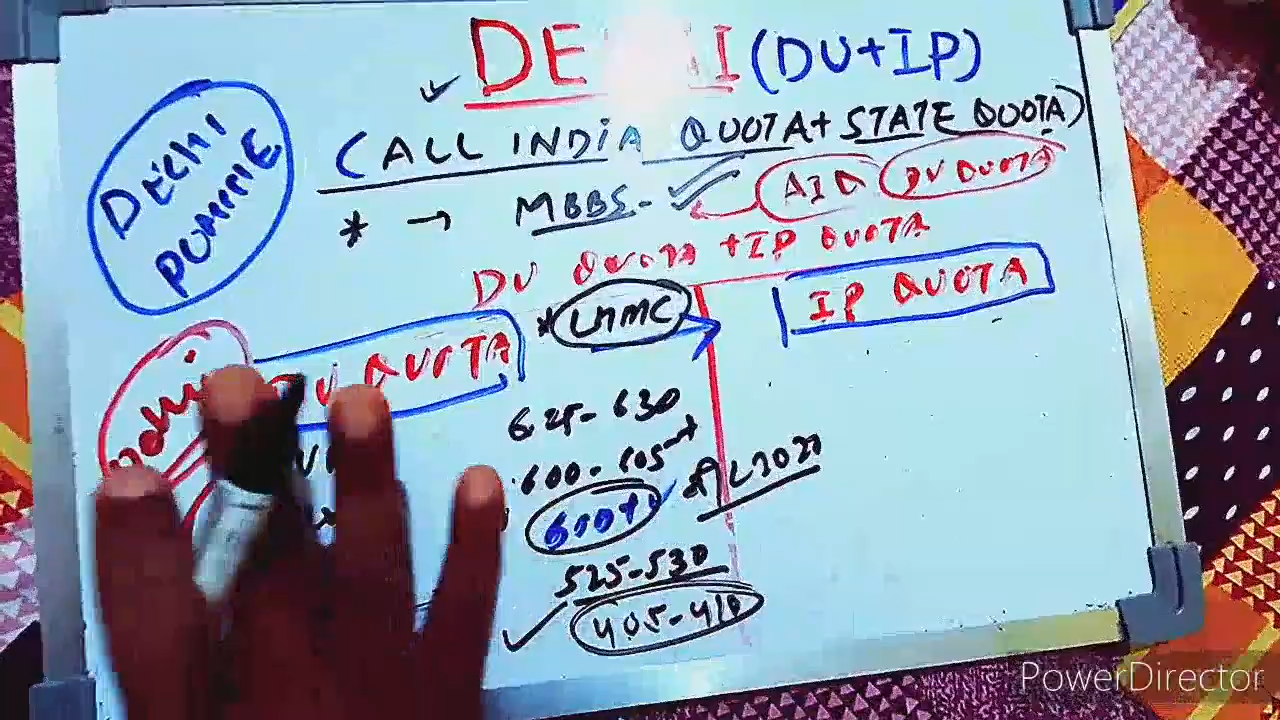 DE I (DU+IP)
(ALL INDIA QUOTA+ STATE QUOTA)
DELHI
* → MBBS- AIQ DU QUOTA
DU QUOTA +IP QUOTA
DU QUOTA
* LHMC
IP QUOTA
625-630
600-605
600+
525-530
405-410
PowerDirector